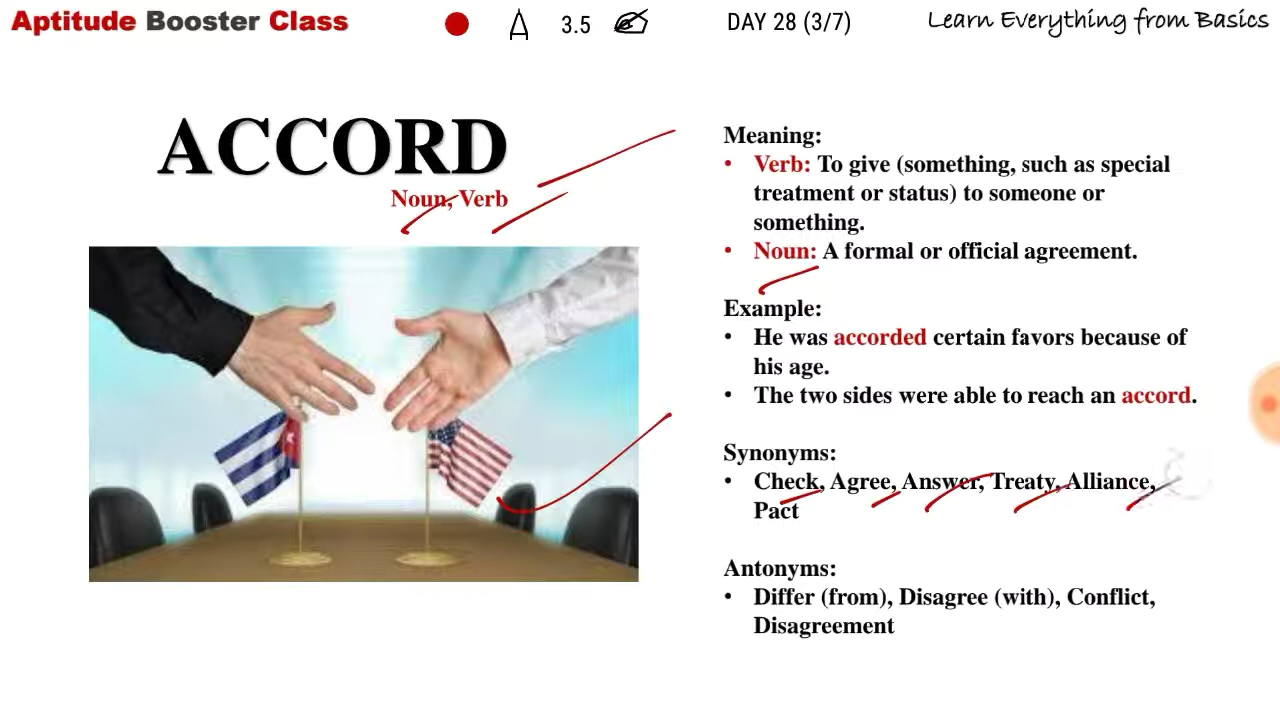 Aptitude Booster Class
3.5
DAY 28 (3/7)
Learn Everything from Basics
ACCORD
Noun, Verb
Meaning:
• Verb: To give (something, such as special
treatment or status) to someone or
something.
• Noun: A formal or official agreement.
Example:
• He was accorded certain favors because of
his age.
• The two sides were able to reach an accord.
Synonyms:
• Check, Agree, Answer, Treaty, Alliance,
Pact
Antonyms:
• Differ (from), Disagree (with), Conflict,
Disagreement